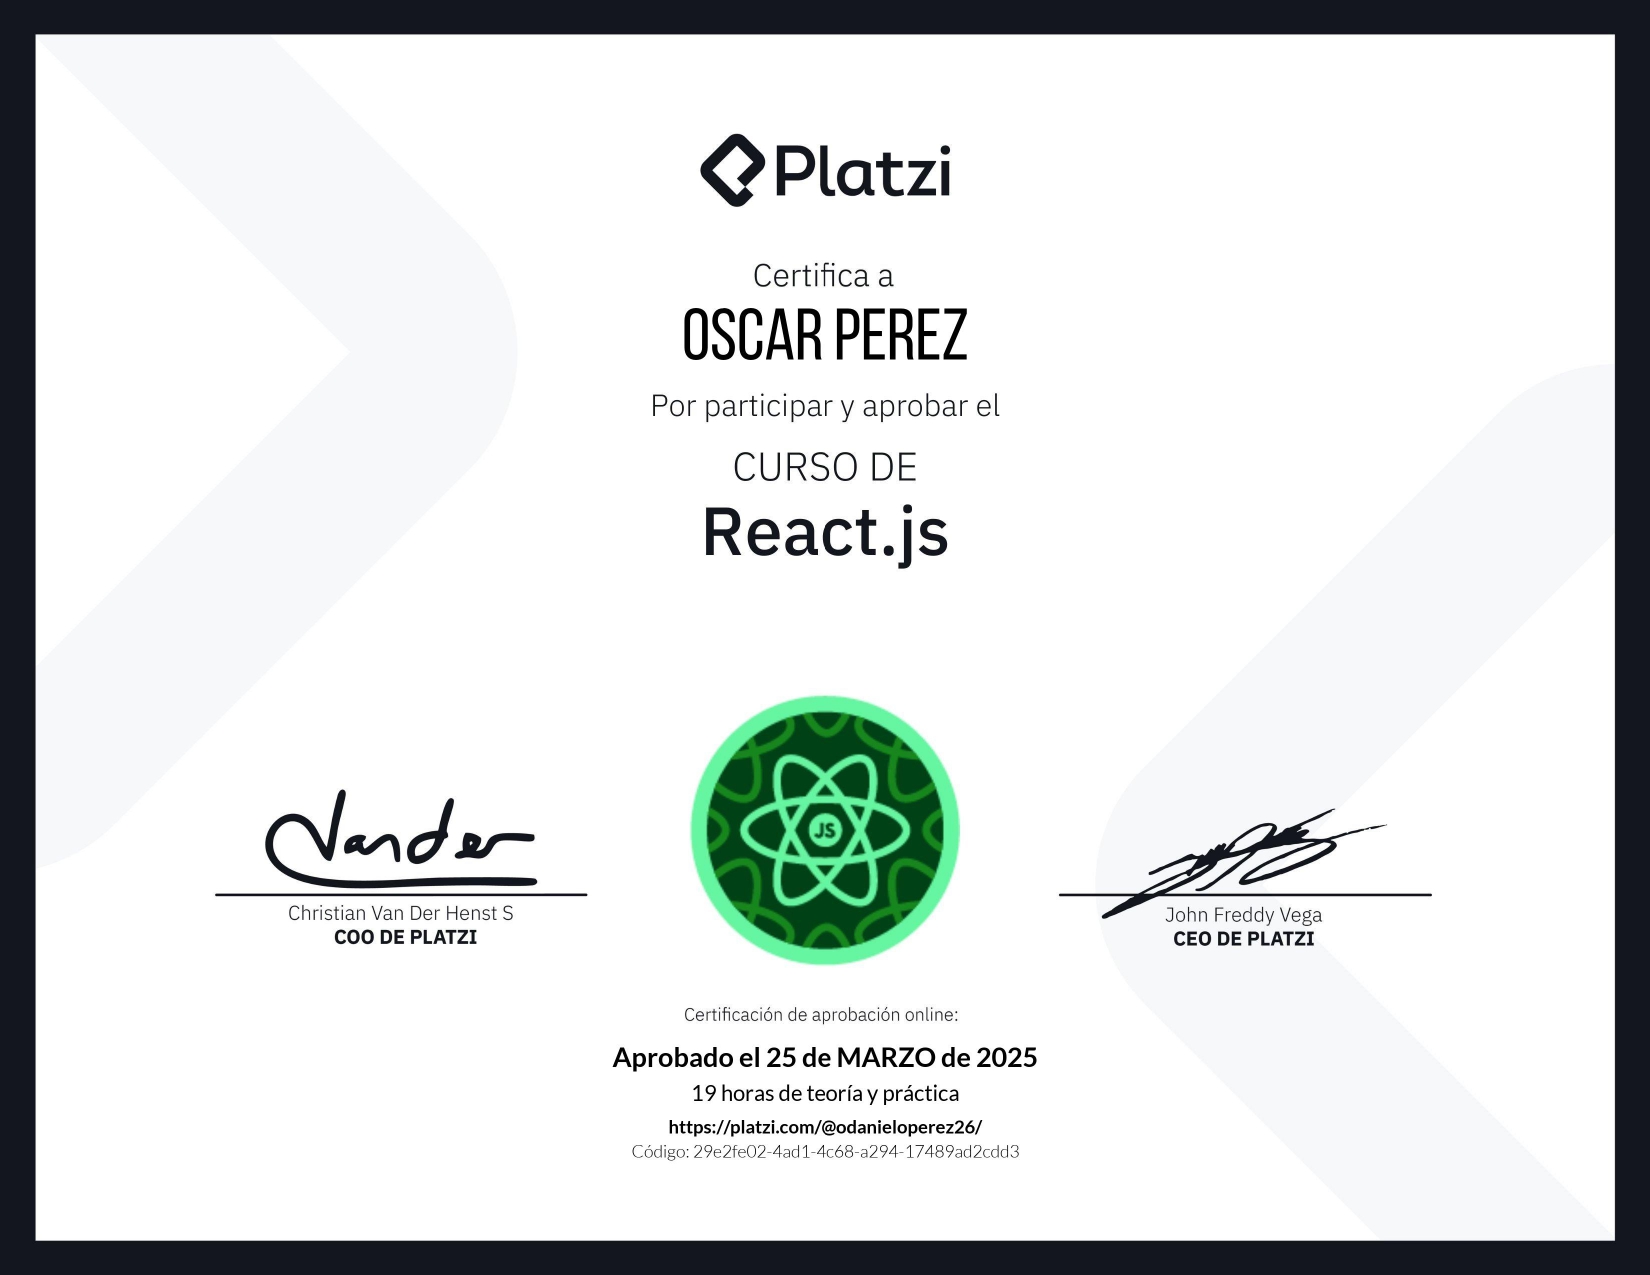 Platzi
Certifica a
OSCAR PEREZ
Por participar y aprobar el
CURSO DE
React.js
JS
Vander
Christian Van Der Henst S
COO DE PLATZI
John Freddy Vega
CEO DE PLATZI
Certificación de aprobación online:
Aprobado el 25 de MARZO de 2025
19 horas de teoría y práctica
https://platzi.com/@odanieloperez26/
Código: 29e2fe02-4ad1-4c68-a294-17489ad2cdd3